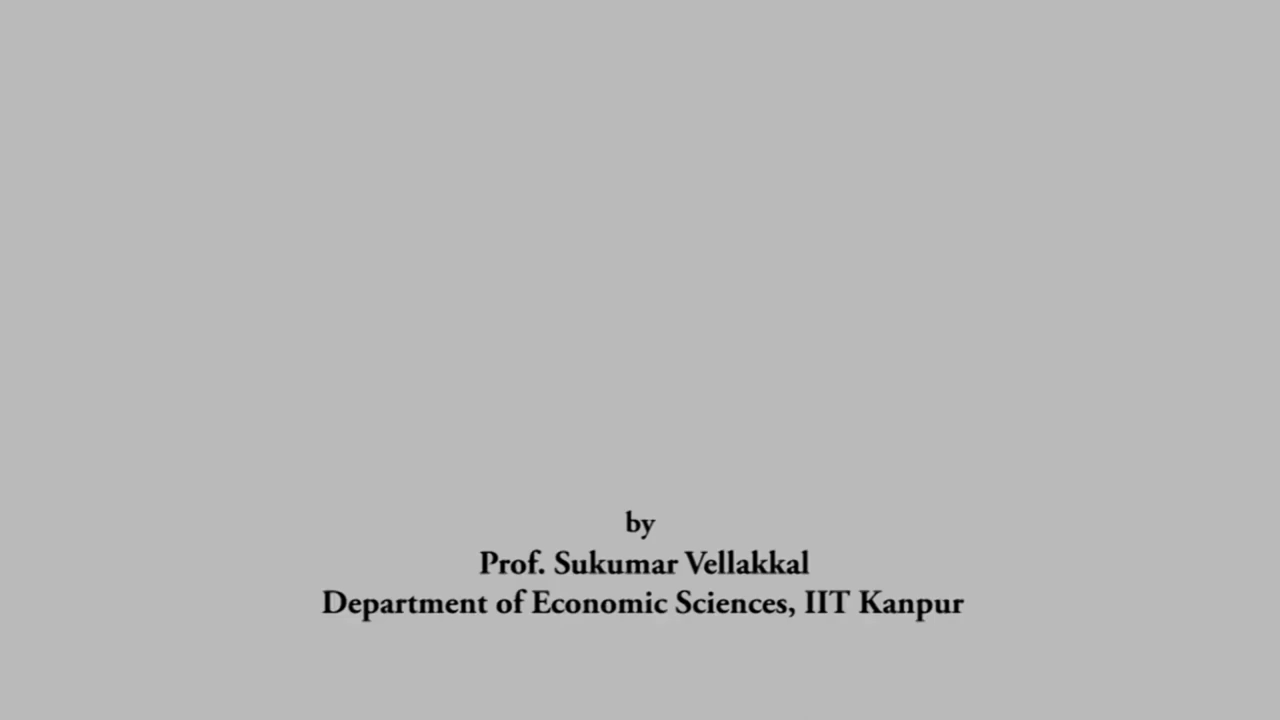 by
Prof. Sukumar Vellakkal
Department of Economic Sciences, IIT Kanpur